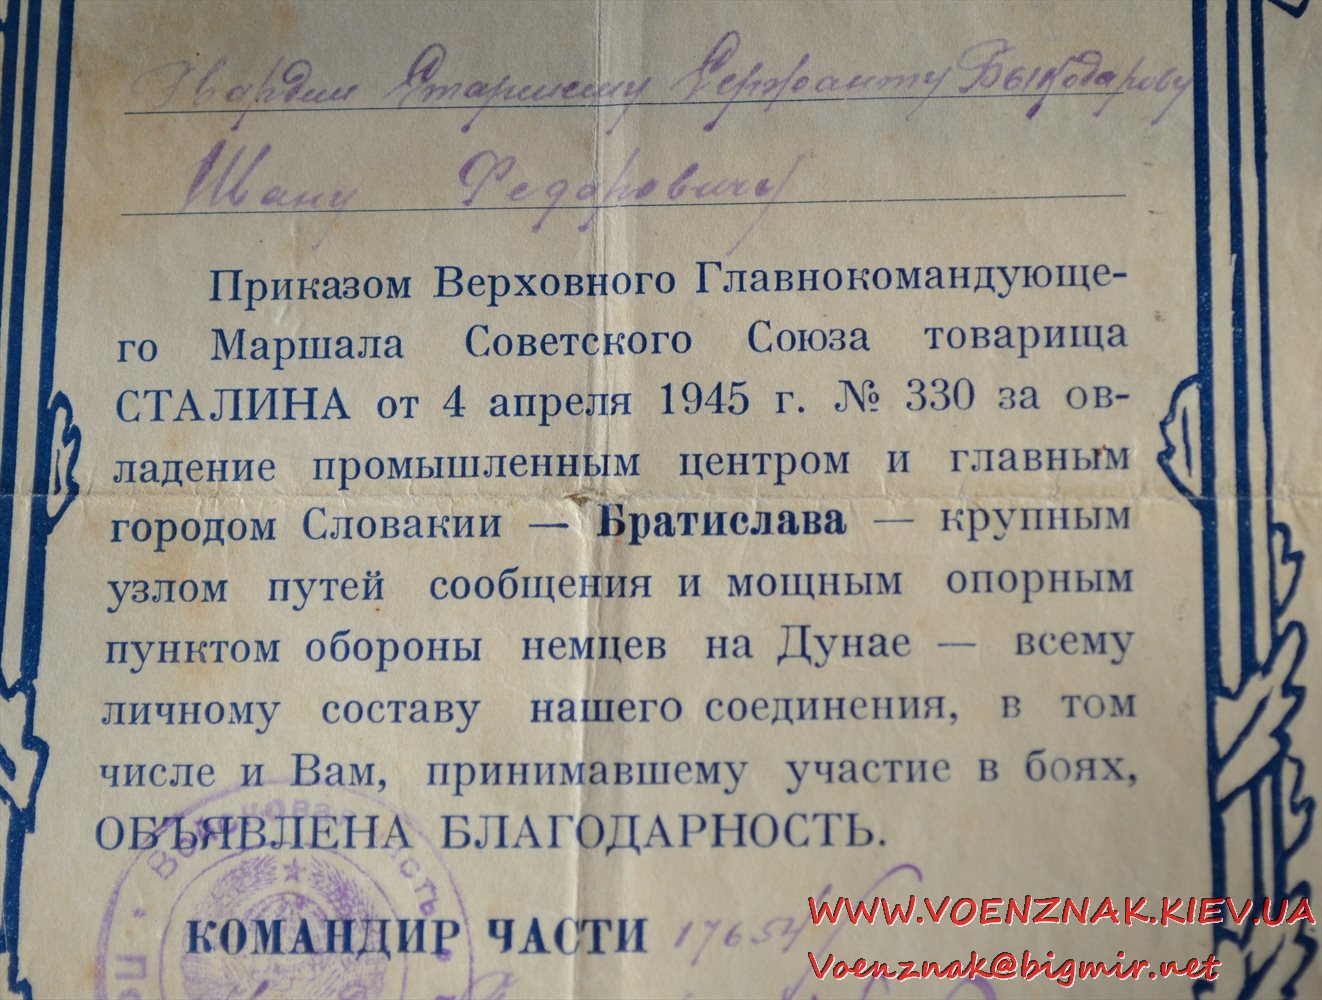 Гвардии Старшему Сержанту
Ивану Федоровичу
Приказом Верховного Главнокомандующе-
го Маршала Советского Союза товарища
СТАЛИНА от 4 апреля 1945 г. № 330 за ов-
ладение промышленным центром и главным
городом Словакии — Братислава — крупным
узлом путей сообщения и мощным опорным
пунктом обороны немцев на Дунае — всему
личному составу нашего соединения, в том
числе и Вам, принимавшему участие в боях,
ОБЪЯВЛЕНА БЛАГОДАРНОСТЬ.
Войсковая часть
КОМАНДИР ЧАСТИ
WWW.VOENZNAK.KIEV.UA
Voenznak@bigmir.net